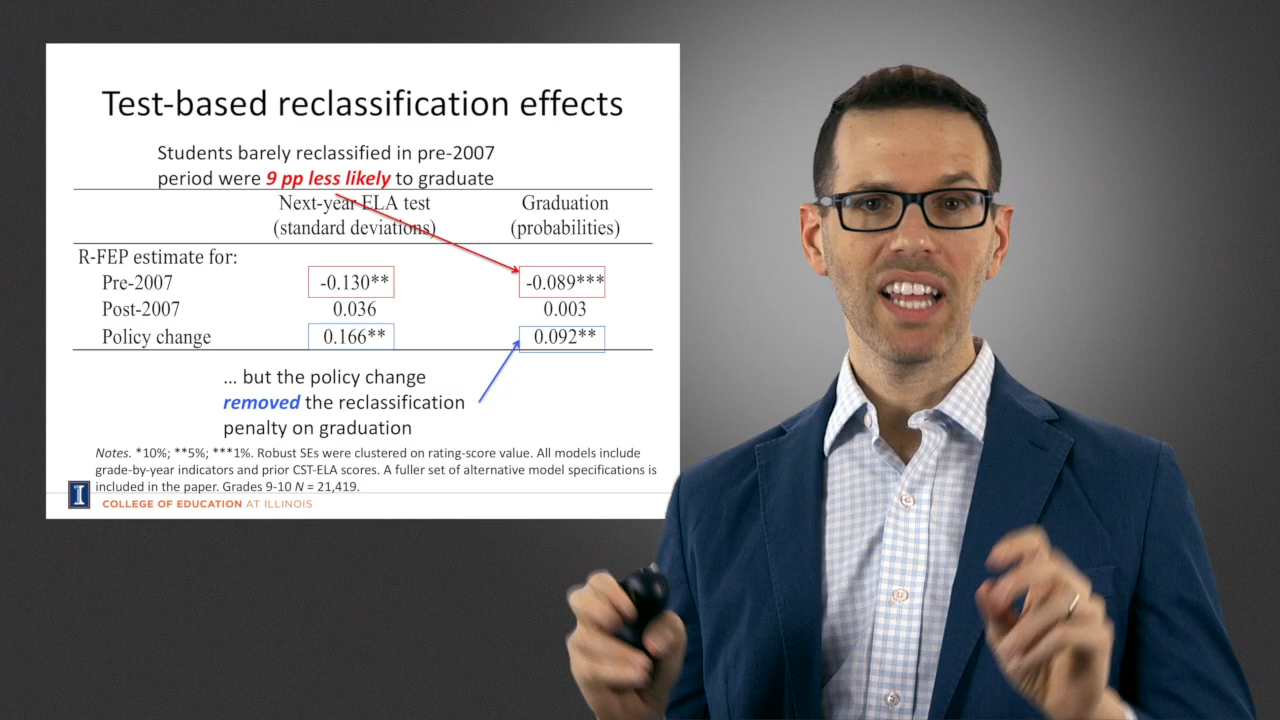 Test-based reclassification effects
Students barely reclassified in pre-2007
period were 9 pp less likely to graduate
Next-year ELA test Graduation
(standard deviations) (probabilities)
R-FEP estimate for:
Pre-2007 -0.130** -0.089***
Post-2007 0.036 0.003
Policy change 0.166** 0.092**
... but the policy change
removed the reclassification
penalty on graduation
Notes. *10%; **5%; ***1%. Robust SEs were clustered on rating-score value. All models include
grade-by-year indicators and prior CST-ELA scores. A fuller set of alternative model specifications is
included in the paper. Grades 9-10 N = 21,419.
I
COLLEGE OF EDUCATION AT ILLINOIS